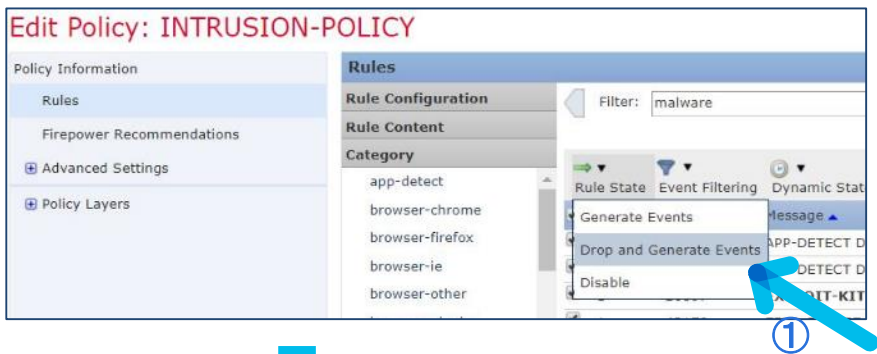 Edit Policy: INTRUSION-POLICY
Policy Information
Rules
Firepower Recommendations
Advanced Settings
Policy Layers
Rules
Rule Configuration
Rule Content
Category
app-detect
browser-chrome
browser-firefox
browser-ie
browser-other
Filter: malware
Rule State Event Filtering Dynamic Stat
Message
Generate Events
Drop and Generate Events
Disable
APP-DETECT D
DETECT D
①